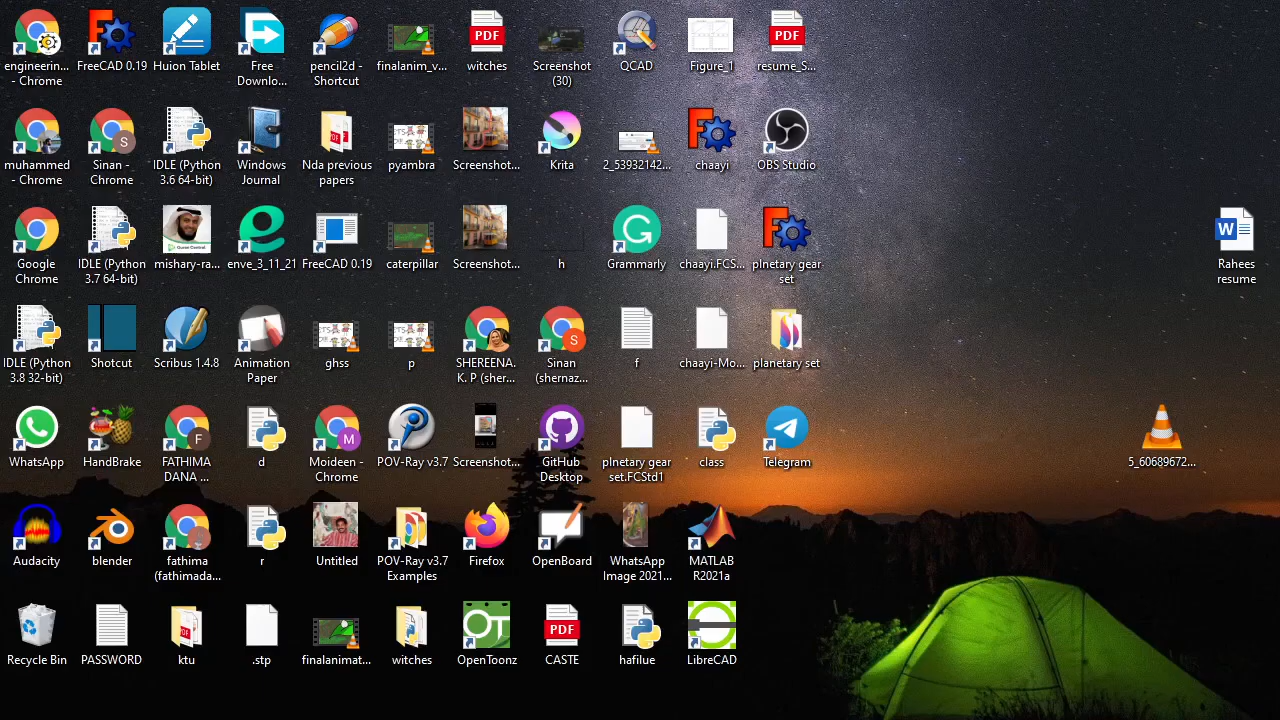 engineerin...
- Chrome
FreeCAD 0.19
Huion Tablet
Downlo...
pencil2d -
Shortcut
finalanim_v...
PDF
witches
Screenshot
(30)
QCAD
Figure_1
PDF
resume_S...
muhammed
- Chrome
S
Sinan -
Chrome
IDLE (Python
3.6 64-bit)
Windows
Journal
Nda previous
papers
pyambra
Screenshot...
Krita
2_53932142...
chaayi
OBS Studio
Google
Chrome
IDLE (Python
3.7 64-bit)
mishary-ra...
enve_3_11_21
FreeCAD 0.19
caterpillar
Screenshot...
h
Grammarly
chaayi.FCS...
plnetary gear
set
W
Rahees
resume
IDLE (Python
3.8 32-bit)
Shotcut
Scribus 1.4.8
Animation
Paper
ghss
p
SHEREENA.
K. P (sher...
S
Sinan
(shernaz...
f
chaayi-Mo...
planetary set
WhatsApp
HandBrake
F
FATHIMA
DANA ...
d
M
Moideen -
Chrome
POV-Ray v3.7
Screenshot...
GitHub
Desktop
plnetary gear
set.FCStd1
class
Telegram
5_60689672...
Audacity
blender
fathima
(fathimada...
r
Untitled
POV-Ray v3.7
Examples
Firefox
OpenBoard
WhatsApp
Image 2021...
MATLAB
R2021a
Recycle Bin
PASSWORD
ktu
.stp
finalanimat...
witches
OT
OpenToonz
PDF
CASTE
hafilue
LibreCAD